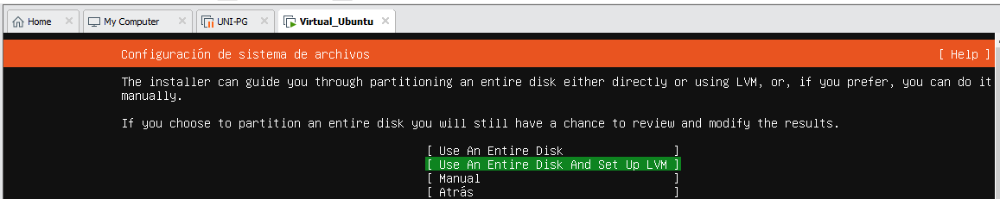 Home × My Computer × UNI-PG × Virtual_Ubuntu ×
Configuración de sistema de archivos [ Help ]
The installer can guide you through partitioning an entire disk either directly or using LVM, or, if you prefer, you can do it
manually.
If you choose to partition an entire disk you will still have a chance to review and modify the results.
[ Use An Entire Disk ]
[ Use An Entire Disk And Set Up LVM ]
[ Manual ]
[ Atrás ]